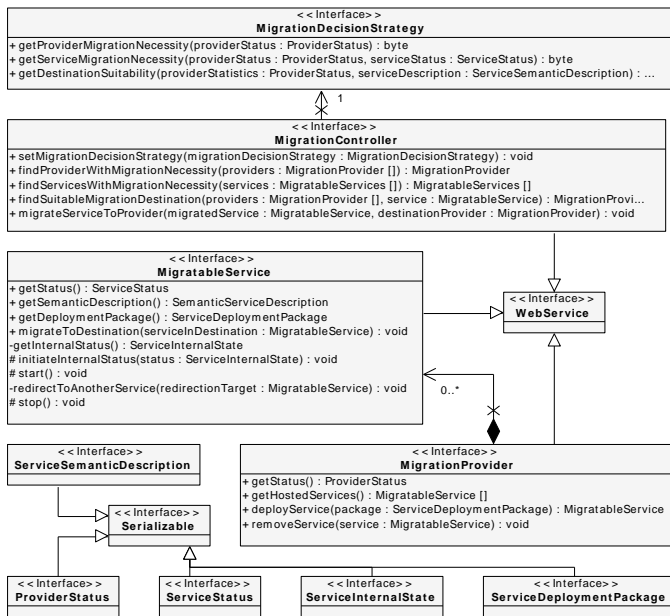 <<Interface>>
MigrationDecisionStrategy
+ getProviderMigrationNecessity(providerStatus : ProviderStatus) : byte
+ getServiceMigrationNecessity(providerStatus : ProviderStatus, serviceStatus : ServiceStatus) : byte
+ getDestinationSuitability(providerStatistics : ProviderStatus, serviceDescription : ServiceSemanticDescription) : ...
1
<<Interface>>
MigrationController
+ setMigrationDecisionStrategy(migrationDecisionStrategy : MigrationDecisionStrategy) : void
+ findProviderWithMigrationNecessity(providers : MigrationProvider []) : MigrationProvider
+ findServicesWithMigrationNecessity(services : MigratableServices []) : MigratableServices []
+ findSuitableMigrationDestination(providers : MigrationProvider [], service : MigratableService) : MigrationProvi...
+ migrateServiceToProvider(migratedService : MigratableService, destinationProvider : MigrationProvider) : void
<<Interface>>
MigratableService
+ getStatus() : ServiceStatus
+ getSemanticDescription() : SemanticServiceDescription
+ getDeploymentPackage() : ServiceDeploymentPackage
+ migrateToDestination(serviceInDestination : MigratableService) : void
-getInternalStatus() : ServiceInternalState
# initiateInternalStatus(status : ServiceInternalState) : void
# start() : void
-redirectToAnotherService(redirectionTarget : MigratableService) : void
# stop() : void
<<Interface>>
WebService
0..*
<<Interface>>
MigrationProvider
+ getStatus() : ProviderStatus
+ getHostedServices() : MigratableService []
+ deployService(package : ServiceDeploymentPackage) : MigratableService
+ removeService(service : MigratableService) : void
<<Interface>>
ServiceSemanticDescription
<<Interface>>
Serializable
<<Interface>>
ProviderStatus
<<Interface>>
ServiceStatus
<<Interface>>
ServiceInternalState
<<Interface>>
ServiceDeploymentPackage